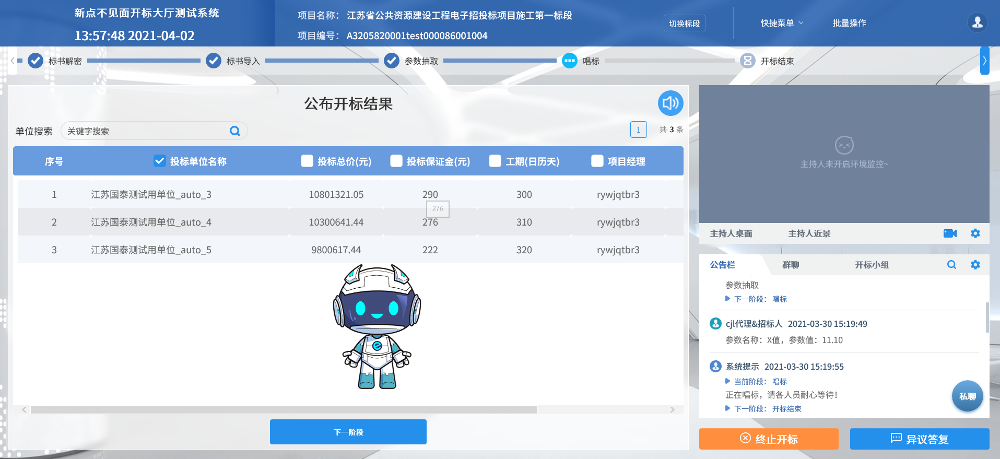 新点不见面开标大厅测试系统
13:57:48 2021-04-02
项目名称： 江苏省公共资源建设工程电子招投标项目施工第一标段
项目编号： A3205820001test000086001004
切换标段
快捷菜单
批量操作
标书解密
标书导入
参数抽取
唱标
开标结束
公布开标结果
单位搜索
关键字搜索
1
共 3 条
序号 投标单位名称 投标总价(元) 投标保证金(元) 工期(日历天) 项目经理
1 江苏国泰测试用单位_auto_3 10801321.05 290 300 rywjqtbr3
276
2 江苏国泰测试用单位_auto_4 10300641.44 276 310 rywjqtbr3
3 江苏国泰测试用单位_auto_5 9800617.44 222 320 rywjqtbr3
下一阶段
>_<
主持人未开启环境监控~
主持人桌面
主持人近景
公告栏
群聊
开标小组
参数抽取
下一阶段： 唱标
cjl代理&招标人 2021-03-30 15:19:49
参数名称：X值，参数值：11.10
系统提示 2021-03-30 15:19:55
当前阶段： 唱标
正在唱标，请各人员耐心等待！
下一阶段： 开标结束
私聊
终止开标
异议答复